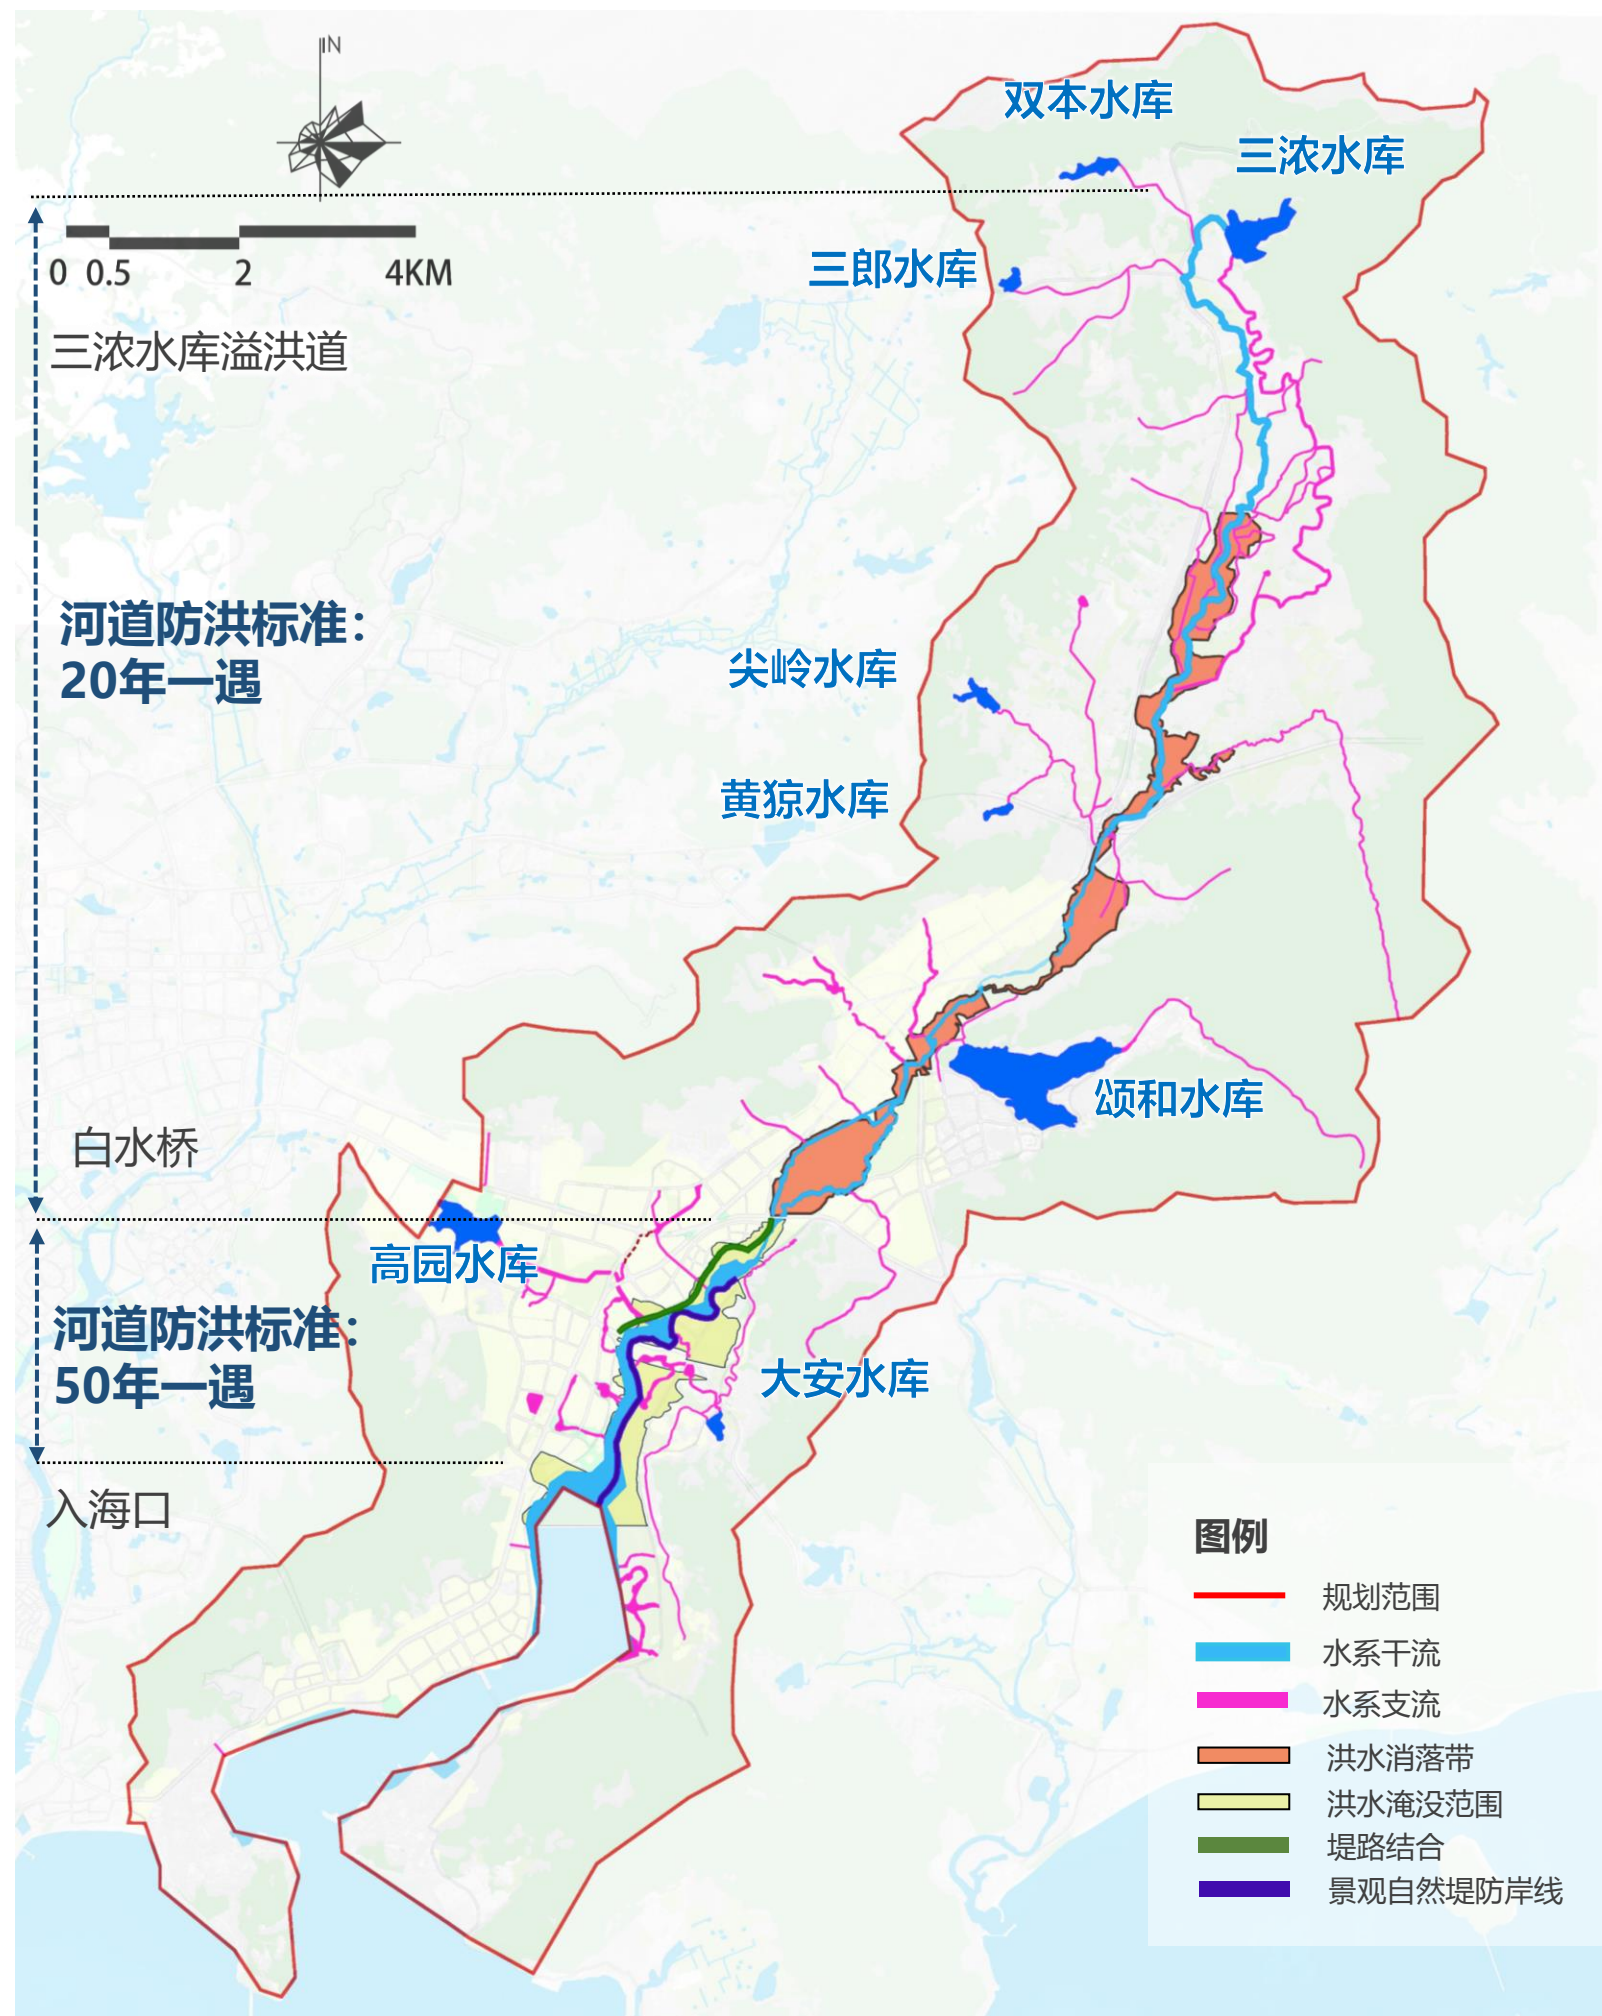 N
双本水库
三浓水库
三郎水库
0 0.5 2 4KM
三浓水库溢洪道
河道防洪标准：
20年一遇
尖岭水库
黄猄水库
颂和水库
白水桥
高园水库
河道防洪标准：
50年一遇
大安水库
入海口
图例
规划范围
水系干流
水系支流
洪水消落带
洪水淹没范围
堤路结合
景观自然堤防岸线